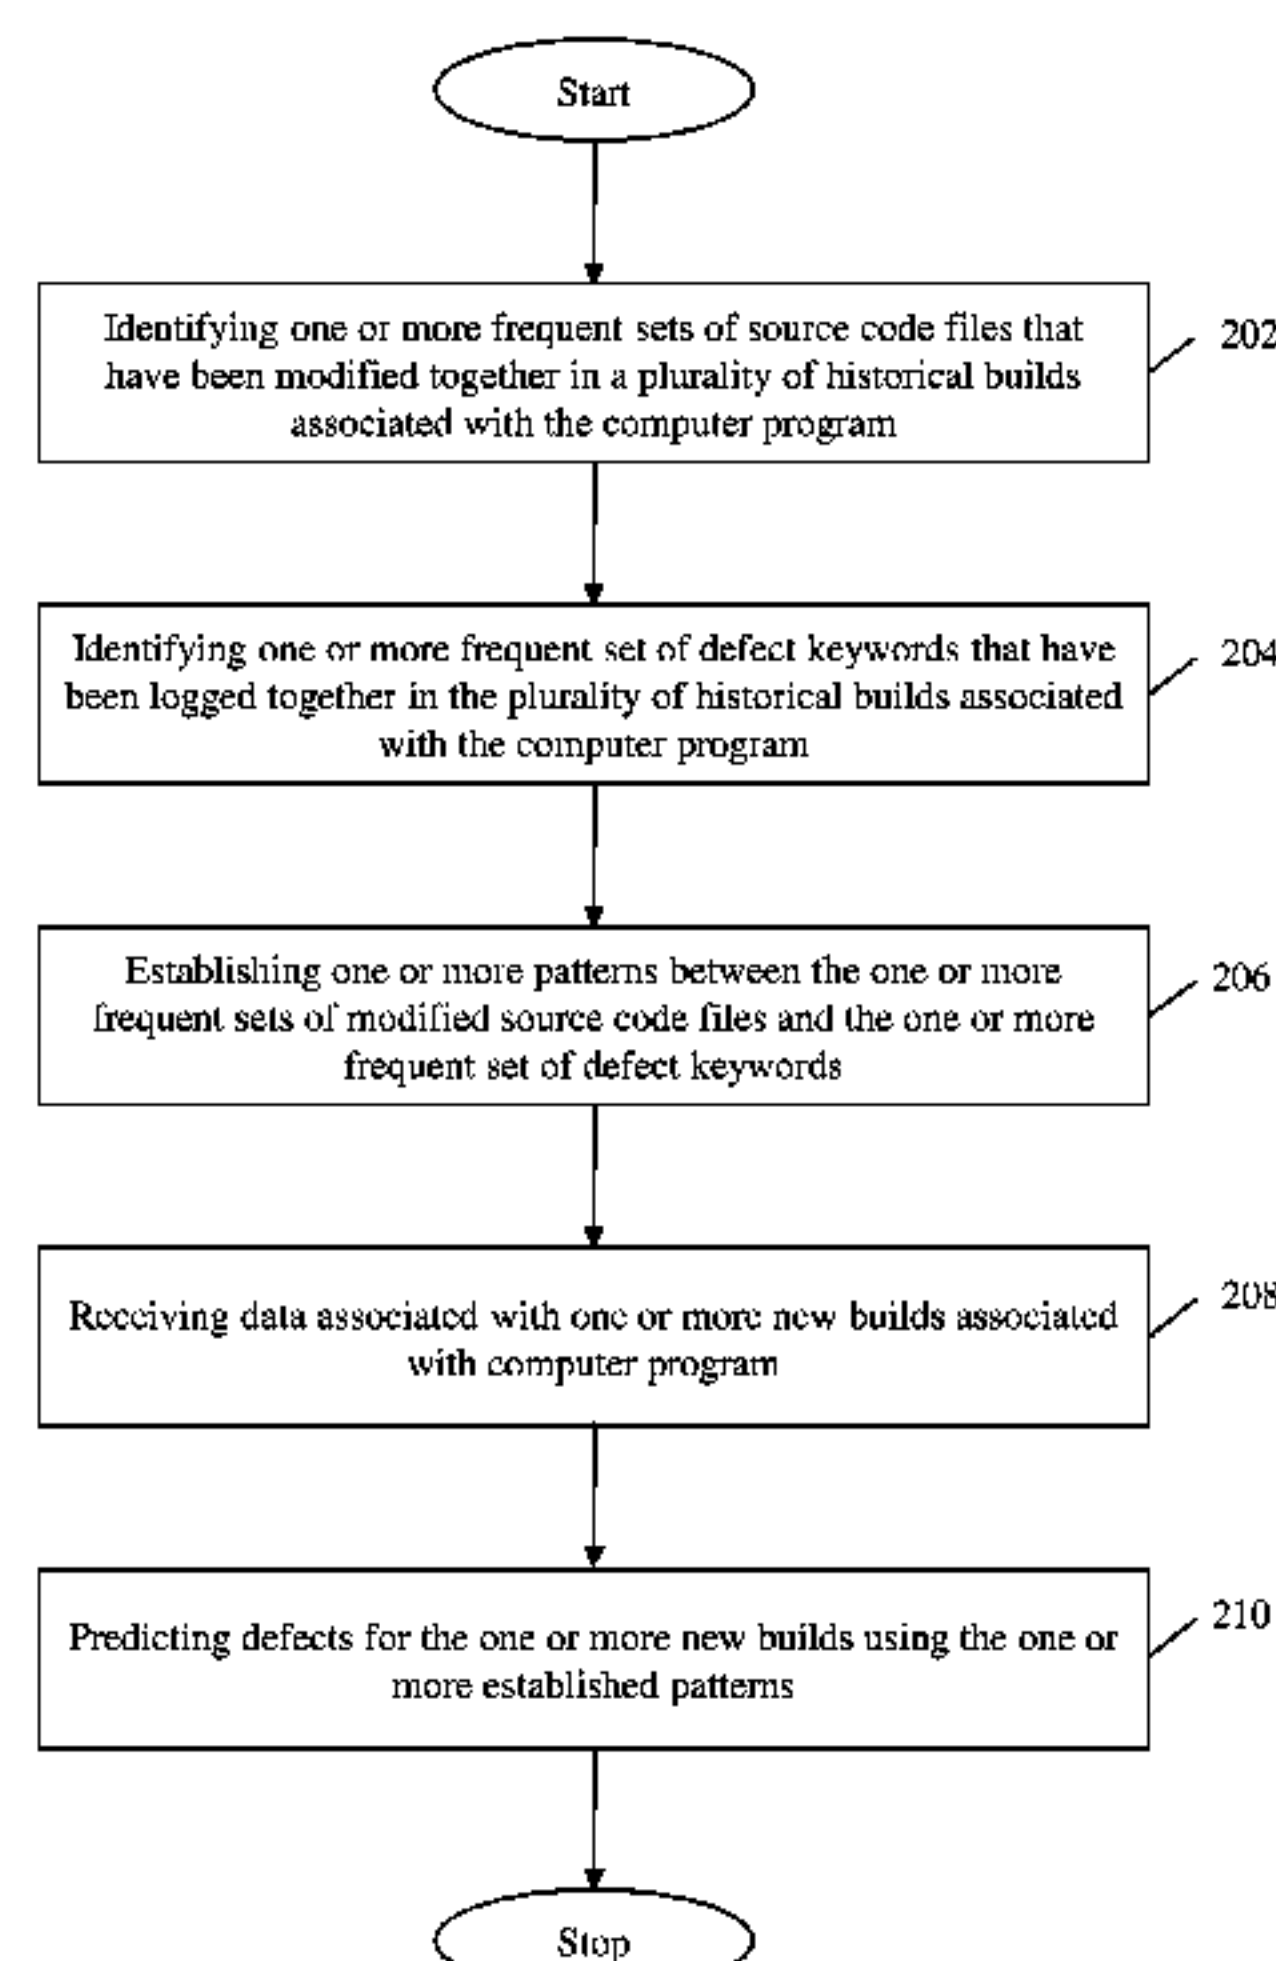 Start
Identifying one or more frequent sets of source code files that
have been modified together in a plurality of historical builds
associated with the computer program
202
Identifying one or more frequent set of defect keywords that have
been logged together in the plurality of historical builds associated
with the computer program
204
Establishing one or more patterns between the one or more
frequent sets of modified source code files and the one or more
frequent set of defect keywords
206
Receiving data associated with one or more new builds associated
with computer program
208
Predicting defects for the one or more new builds using the one or
more established patterns
210
Stop